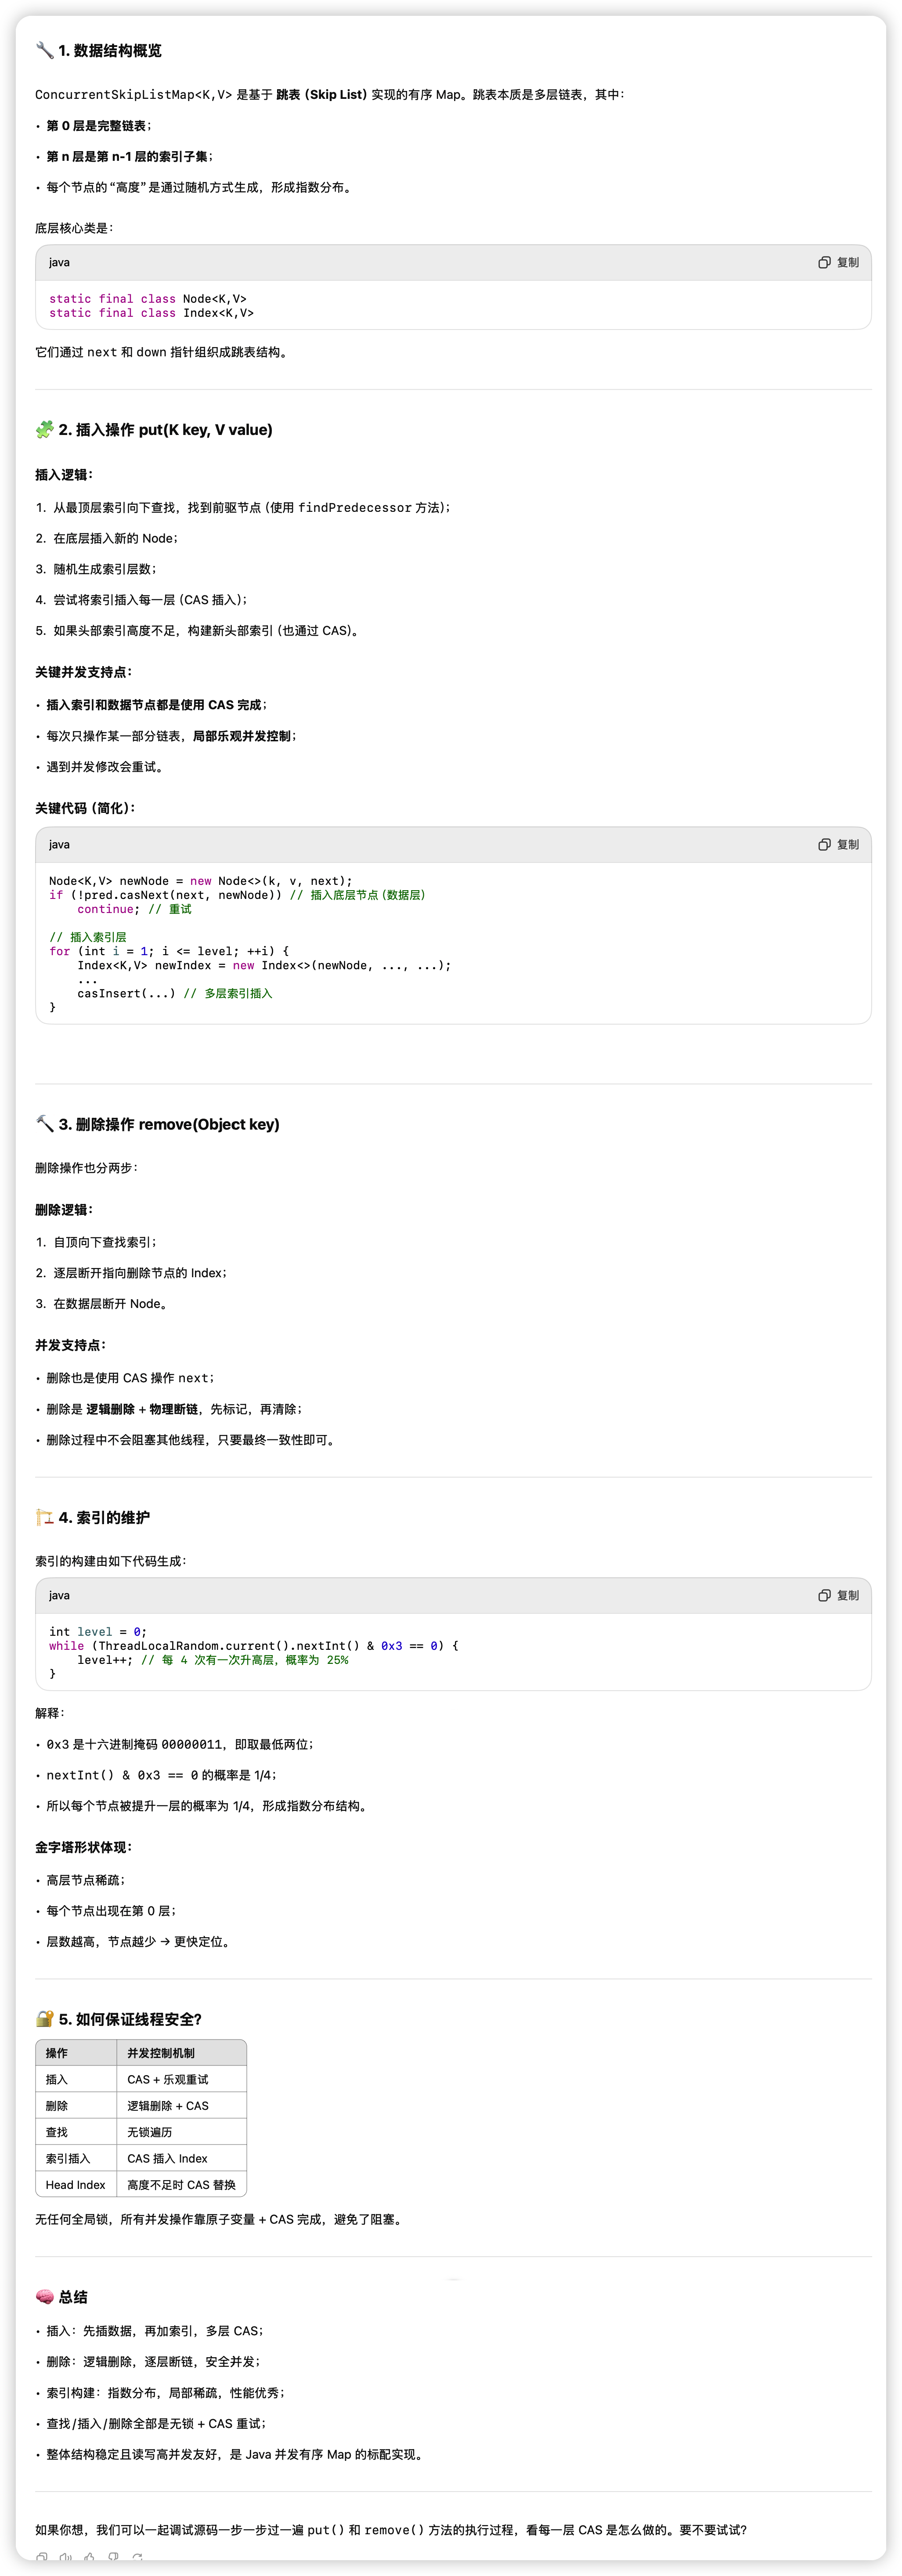 🔧 1. 数据结构概览
ConcurrentSkipListMap<K,V> 是基于 跳表（Skip List）实现的有序 Map。跳表本质是多层链表，其中：
• 第 0 层是完整链表；
• 第 n 层是第 n-1 层的索引子集；
• 每个节点的“高度”是通过随机方式生成，形成指数分布。
底层核心类是：
java 复制
static final class Node<K,V>
static final class Index<K,V>
它们通过 next 和 down 指针组织成跳表结构。
🧩 2. 插入操作 put(K key, V value)
插入逻辑：
1. 从最顶层索引向下查找，找到前驱节点（使用 findPredecessor 方法）；
2. 在底层插入新的 Node；
3. 随机生成索引层数；
4. 尝试将索引插入每一层（CAS 插入）；
5. 如果头部索引高度不足，构建新头部索引（也通过 CAS）。
关键并发支持点：
• 插入索引和数据节点都是使用 CAS 完成；
• 每次只操作某一部分链表，局部乐观并发控制；
• 遇到并发修改会重试。
关键代码（简化）：
java 复制
Node<K,V> newNode = new Node<>(k, v, next);
if (!pred.casNext(next, newNode)) // 插入底层节点（数据层）
    continue; // 重试
// 插入索引层
for (int i = 1; i <= level; ++i) {
    Index<K,V> newIndex = new Index<>(newNode, ..., ...);
    ...
    casInsert(...) // 多层索引插入
}
🔨 3. 删除操作 remove(Object key)
删除操作也分两步：
删除逻辑：
1. 自顶向下查找索引；
2. 逐层断开指向删除节点的 Index；
3. 在数据层断开 Node。
并发支持点：
• 删除也是使用 CAS 操作 next；
• 删除是 逻辑删除 + 物理断链，先标记，再清除；
• 删除过程中不会阻塞其他线程，只要最终一致性即可。
🏗️ 4. 索引的维护
索引的构建由如下代码生成：
java 复制
int level = 0;
while (ThreadLocalRandom.current().nextInt() & 0x3 == 0) {
    level++; // 每 4 次有一次升高层，概率为 25%
}
解释：
• 0x3 是十六进制掩码 00000011，即取最低两位；
• nextInt() & 0x3 == 0 的概率是 1/4；
• 所以每个节点被提升一层的概率为 1/4，形成指数分布结构。
金字塔形状体现：
• 高层节点稀疏；
• 每个节点出现在第 0 层；
• 层数越高，节点越少 → 更快定位。
🔐 5. 如何保证线程安全？
操作 并发控制机制
插入 CAS + 乐观重试
删除 逻辑删除 + CAS
查找 无锁遍历
索引插入 CAS 插入 Index
Head Index 高度不足时 CAS 替换
无任何全局锁，所有并发操作靠原子变量 + CAS 完成，避免了阻塞。
🧠 总结
• 插入：先插数据，再加索引，多层 CAS；
• 删除：逻辑删除，逐层断链，安全并发；
• 索引构建：指数分布，局部稀疏，性能优秀；
• 查找/插入/删除全部是无锁 + CAS 重试；
• 整体结构稳定且读写高并发友好，是 Java 并发有序 Map 的标配实现。
如果你想，我们可以一起调试源码一步一步过一遍 put() 和 remove() 方法的执行过程，看每一层 CAS 是怎么做的。要不要试试？